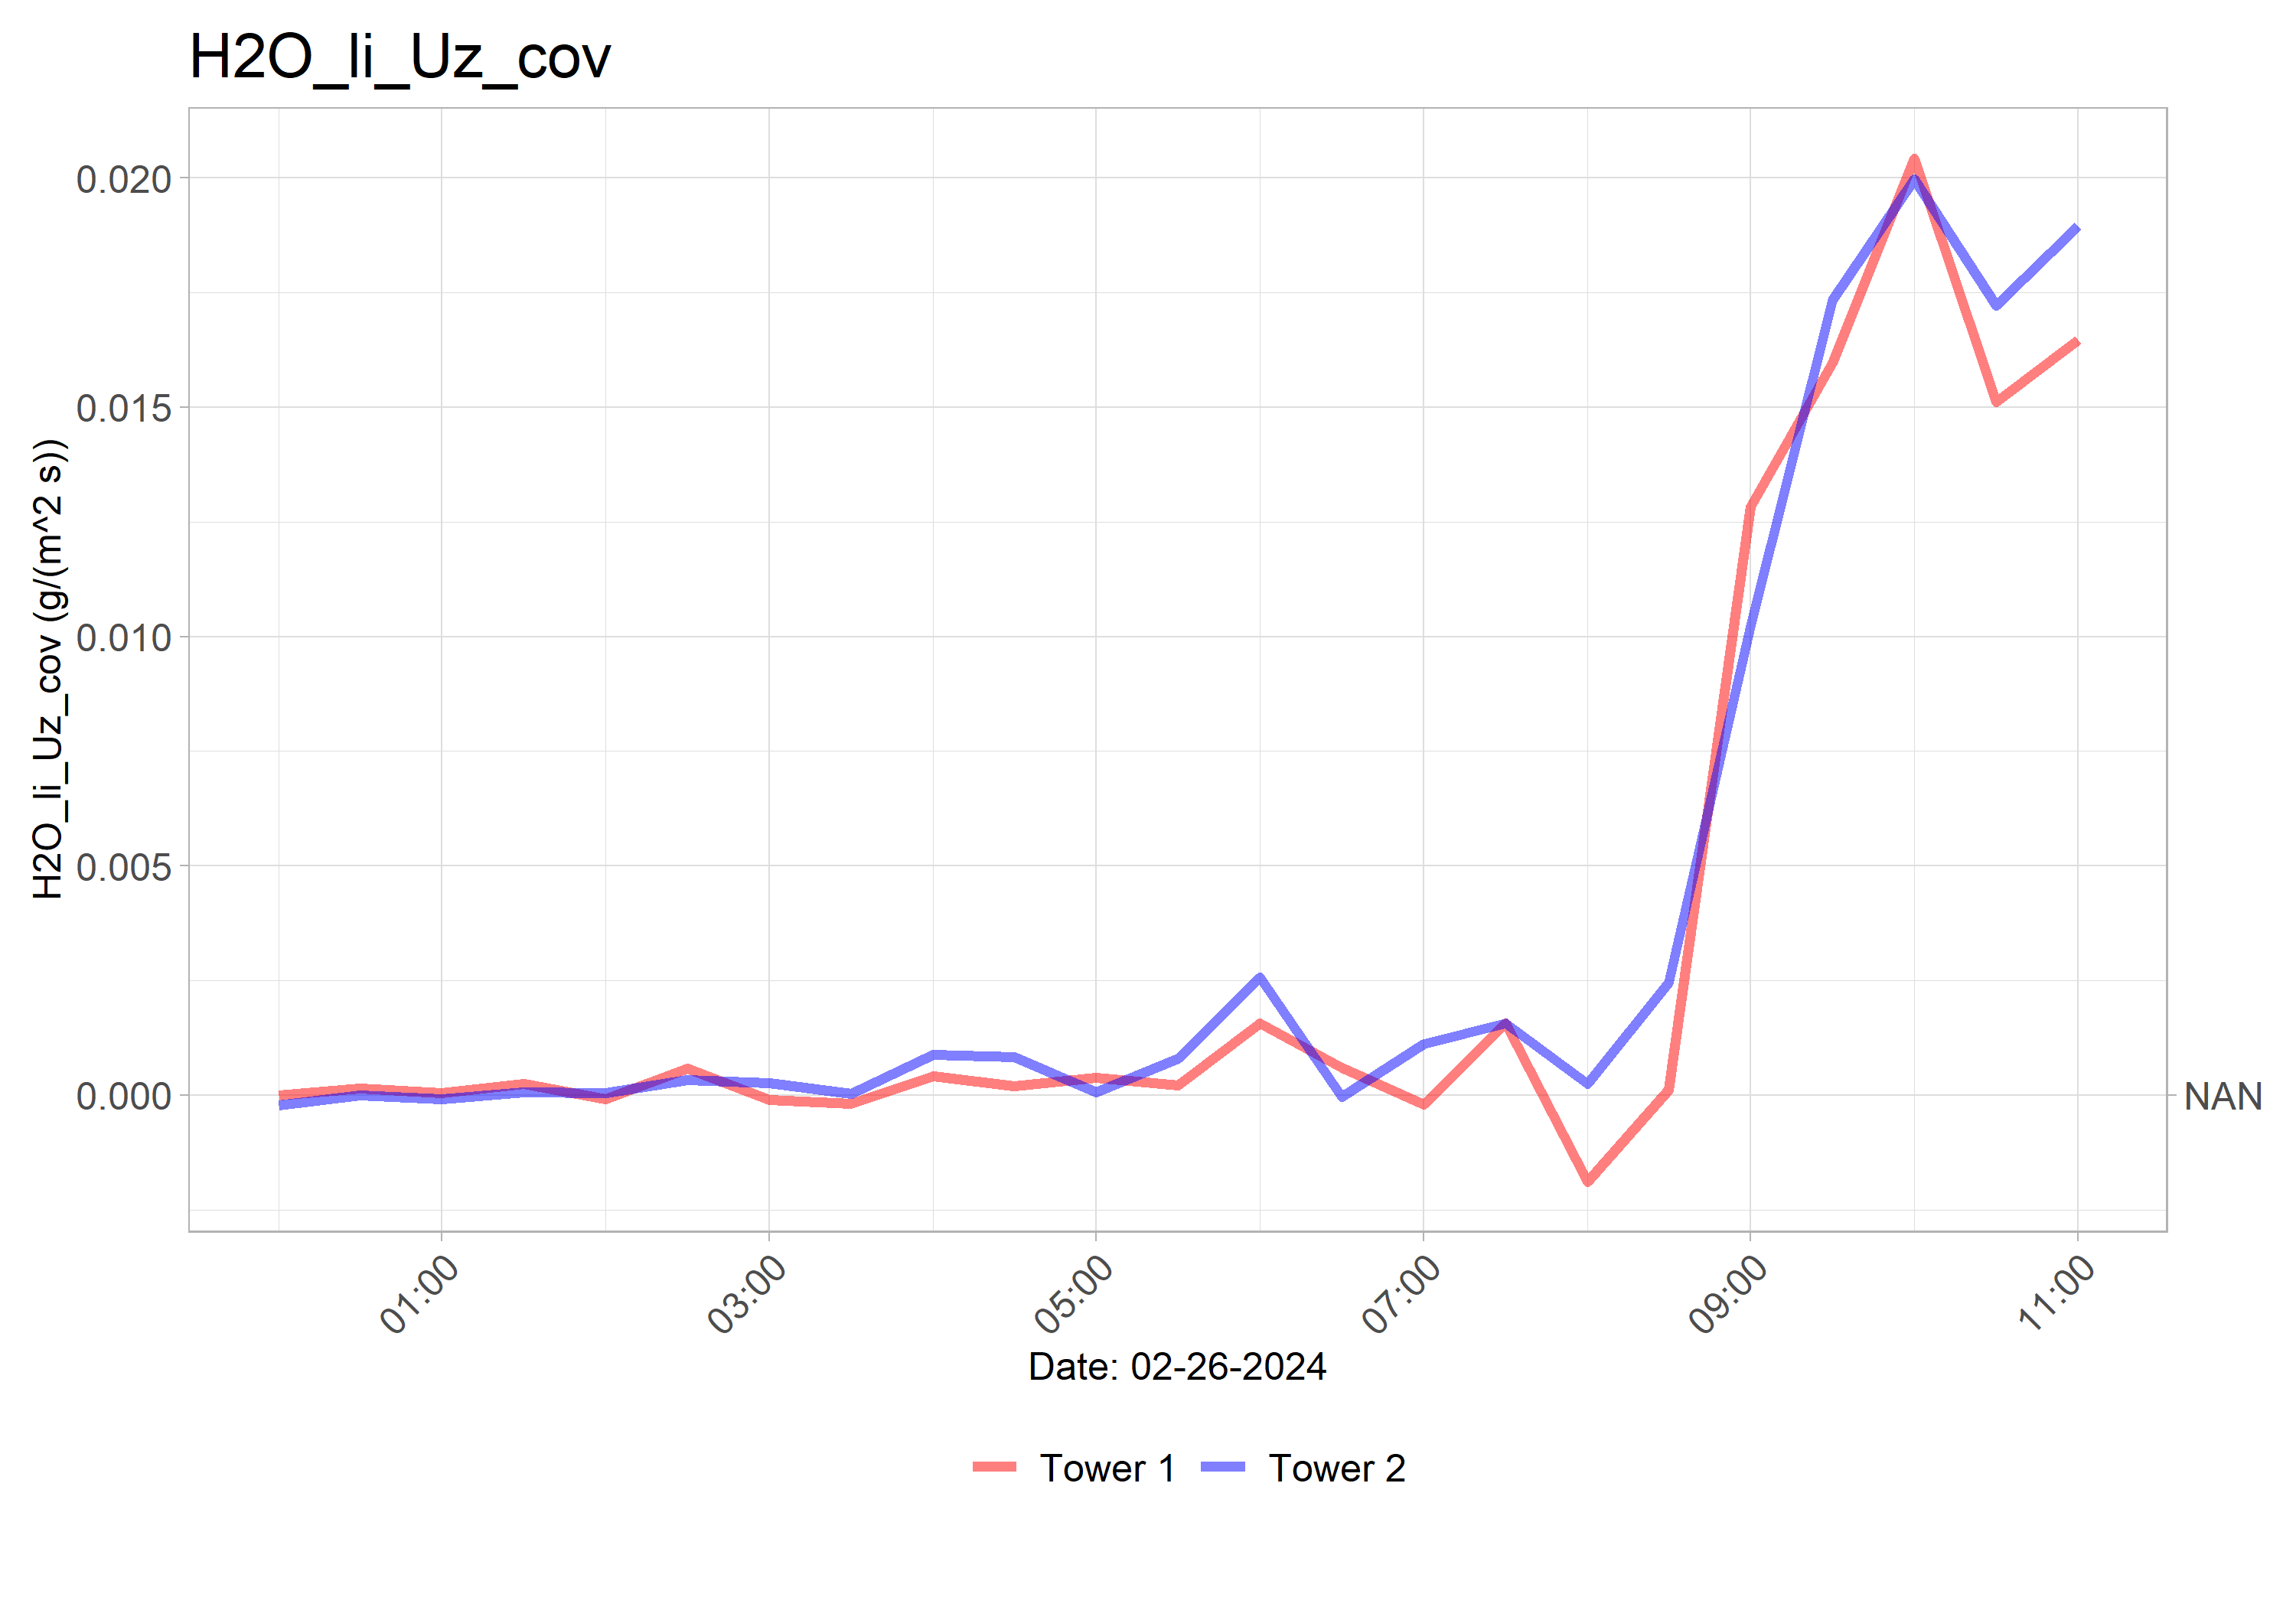 H2O_li_Uz_cov
H2O_li_Uz_cov (g/(m^2 s))
0.020
0.015
0.010
0.005
0.000
NAN
01:00
03:00
05:00
07:00
09:00
11:00
Date: 02-26-2024
Tower 1
Tower 2